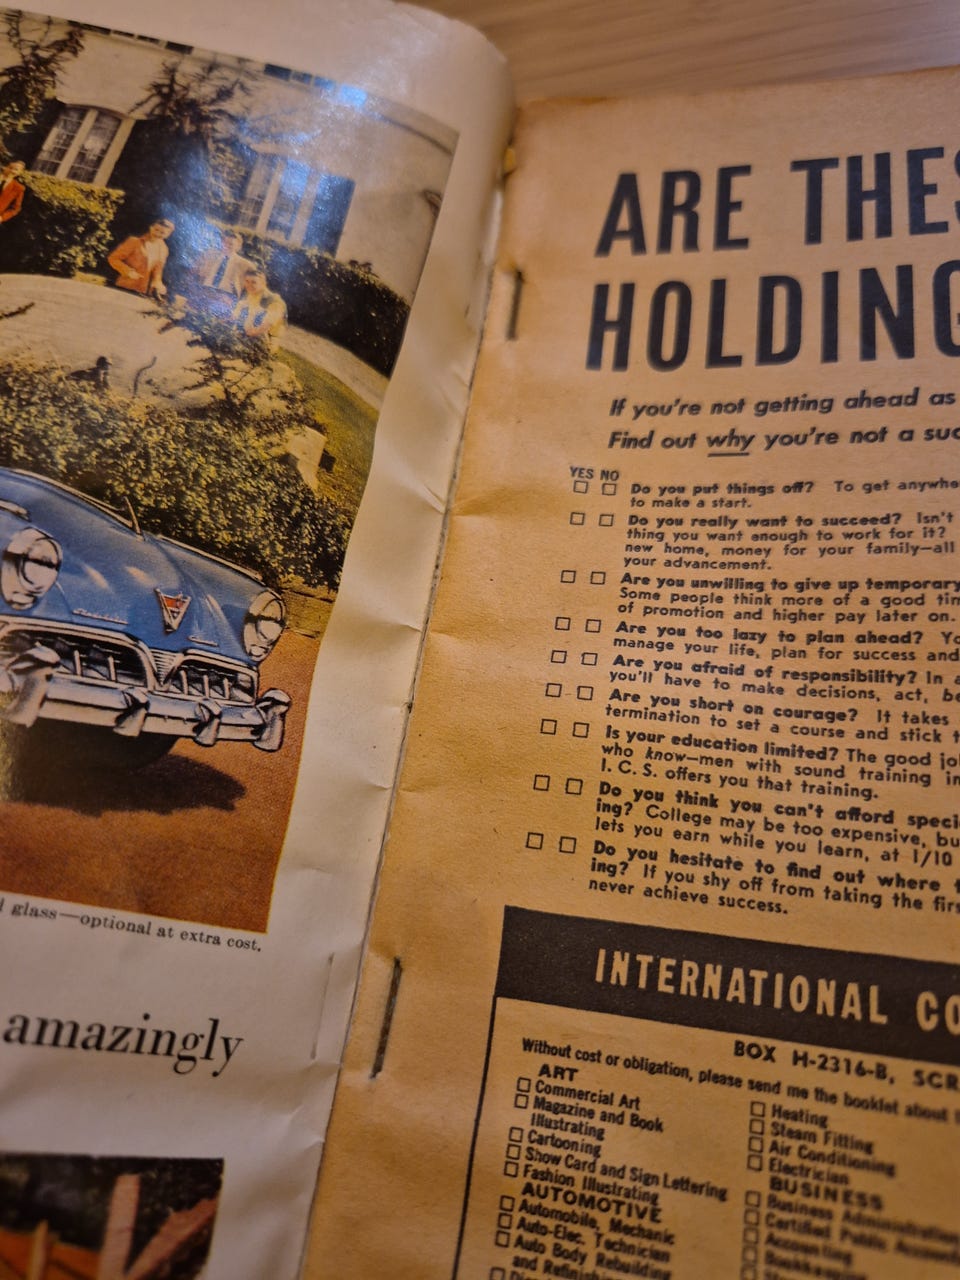 glass—optional at extra cost.
amazingly
ARE THES
HOLDING
If you're not getting ahead as
Find out why you're not a suc
YES NO
Do you put things off? To get anywhe
to make a start.
Do you really want to succeed? Isn't
thing you want enough to work for it?
new home, money for your family—all
your advancement.
Are you unwilling to give up temporary
Some people think more of a good tim
of promotion and higher pay later on.
Are you too lazy to plan ahead? Yo
manage your life, plan for success and
Are you afraid of responsibility? In a
you'll have to make decisions, act, be
Are you short on courage? It takes
termination to set a course and stick t
Is your education limited? The good jo
who know—men with sound training in
I. C. S. offers you that training.
Do you think you can't afford speci
ing? College may be too expensive, bu
lets you earn while you learn, at 1/10
Do you hesitate to find out where t
ing? If you shy off from taking the firs
never achieve success.
INTERNATIONAL CO
BOX H-2316-B, SCR
Without cost or obligation, please send me the booklet about t
ART
Commercial Art
Magazine and Book
Illustrating
Cartooning
Show Card and Sign Lettering
Fashion Illustrating
AUTOMOTIVE
Automobile, Mechanic
Auto-Elec. Technician
Auto Body Rebuilding
and Refinishing
Heating
Steam Fitting
Air Conditioning
Electrician
BUSINESS
Business Administration
Certified Public Accounta
Accounting
Bookkeeping